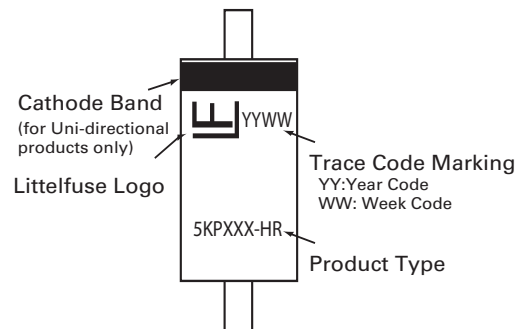 Cathode Band
(for Uni-directional
products only)
Littelfuse Logo
YYWW
Trace Code Marking
YY:Year Code
WW: Week Code
5KPXXX-HR
Product Type